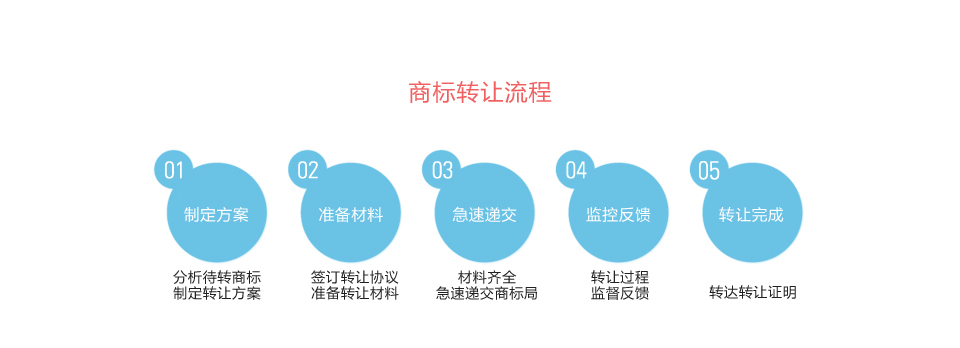 商标转让流程
01
制定方案
分析待转商标
制定转让方案
02
准备材料
签订转让协议
准备转让材料
03
急速递交
材料齐全
急速递交商标局
04
监控反馈
转让过程
监督反馈
05
转让完成
转达转让证明